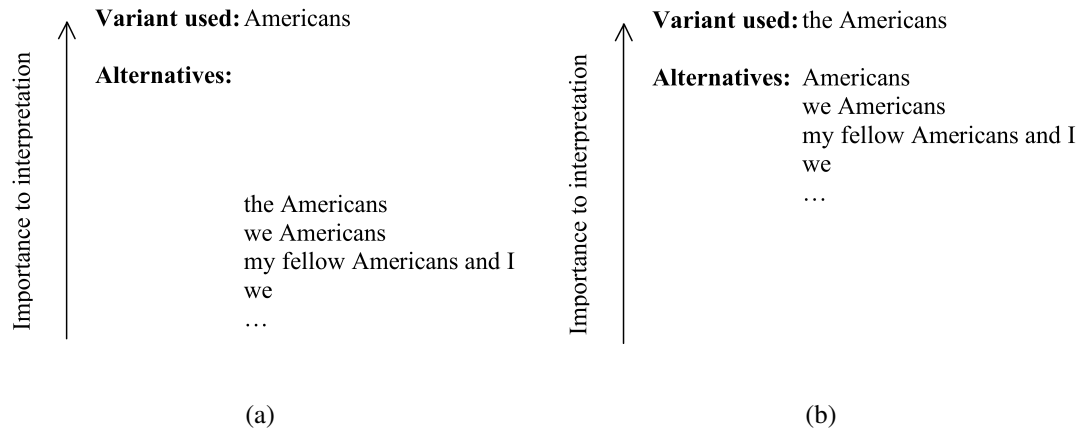 Variant used: Americans
Alternatives:
the Americans
we Americans
my fellow Americans and I
we
…
Importance to interpretation
(a)
Variant used: the Americans
Alternatives: Americans
we Americans
my fellow Americans and I
we
…
Importance to interpretation
(b)